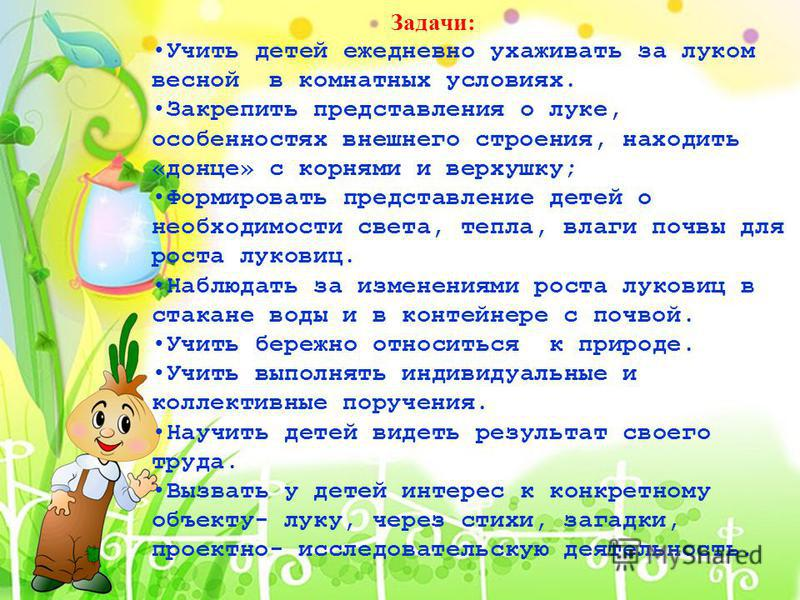 Задачи:
•Учить детей ежедневно ухаживать за луком
весной  в комнатных условиях.
•Закрепить представления о луке,
особенностях внешнего строения, находить
«донце» с корнями и верхушку;
•Формировать представление детей о
необходимости света, тепла, влаги почвы для
роста луковиц.
•Наблюдать за изменениями роста луковиц в
стакане воды и в контейнере с почвой.
•Учить бережно относиться  к природе.
•Учить выполнять индивидуальные и
коллективные поручения.
•Научить детей видеть результат своего
труда.
•Вызвать у детей интерес к конкретному
объекту- луку, через стихи, загадки,
проектно- исследовательскую деятельность.
MyShared